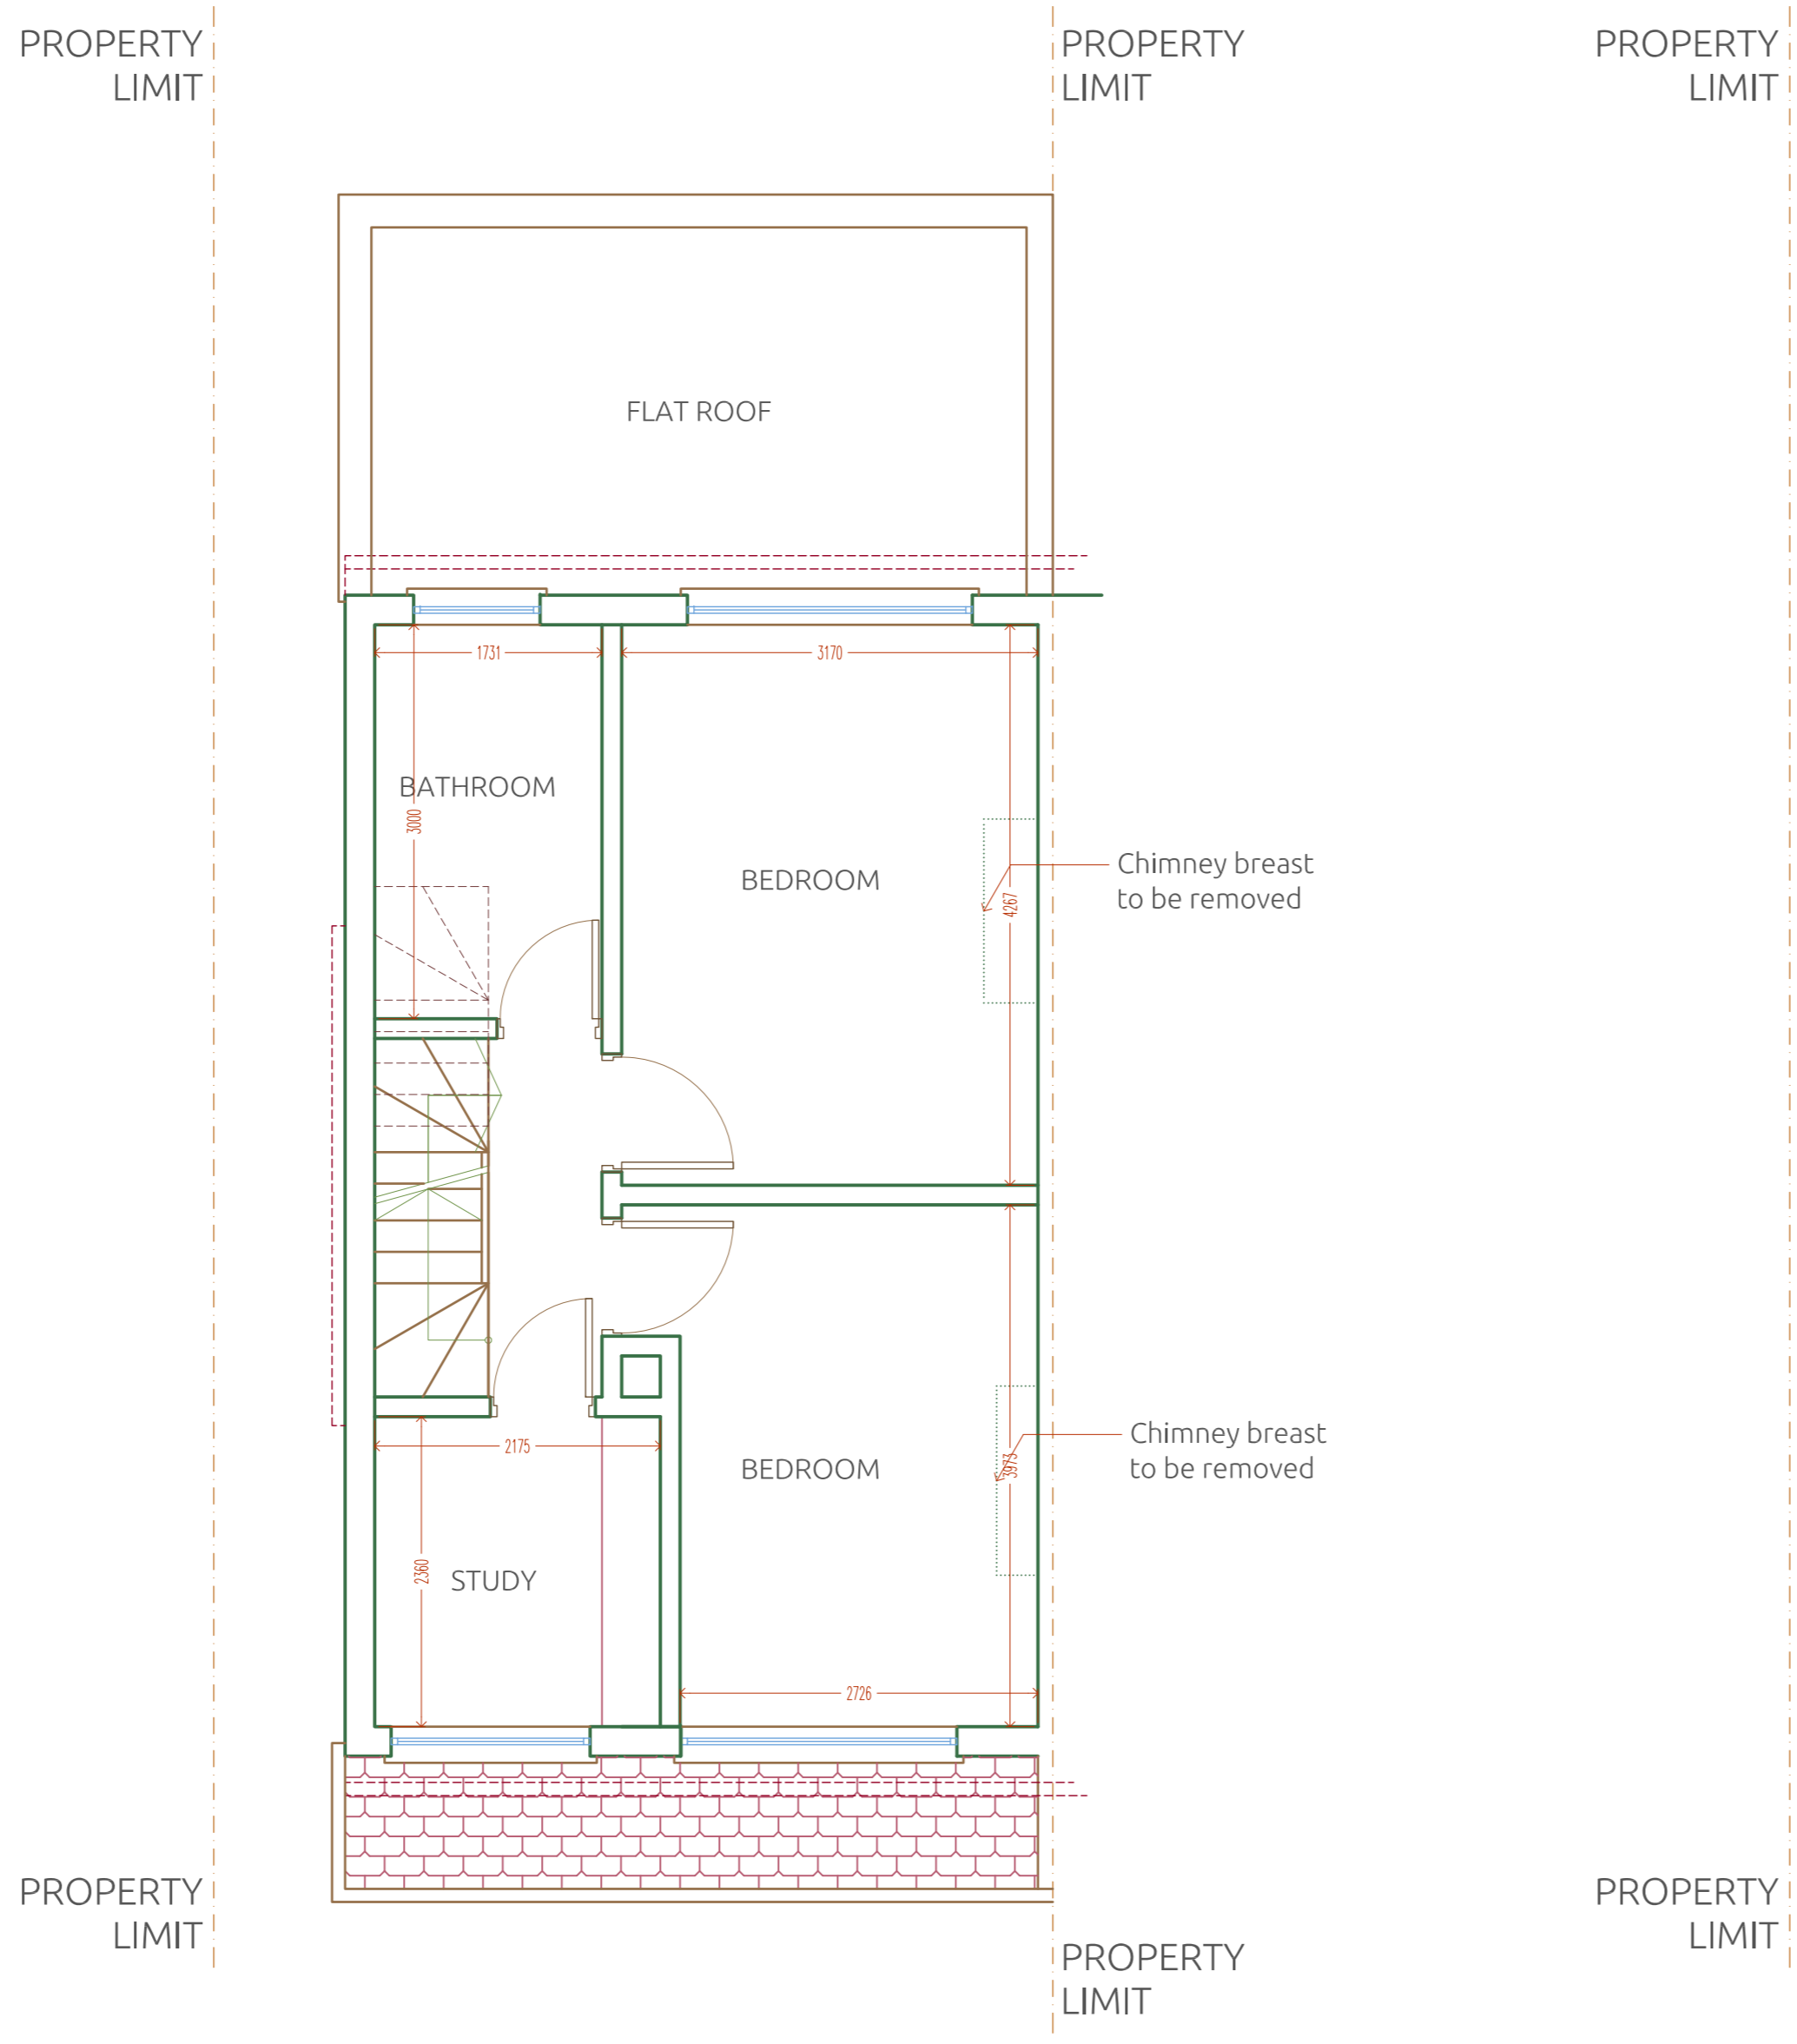 PROPERTY
LIMIT
PROPERTY
LIMIT
PROPERTY
LIMIT
FLAT ROOF
1731
3170
BATHROOM
3000
BEDROOM
Chimney breast
to be removed
4267
Chimney breast
to be removed
2175
3973
BEDROOM
2360
STUDY
2726
PROPERTY
LIMIT
PROPERTY
LIMIT
PROPERTY
LIMIT